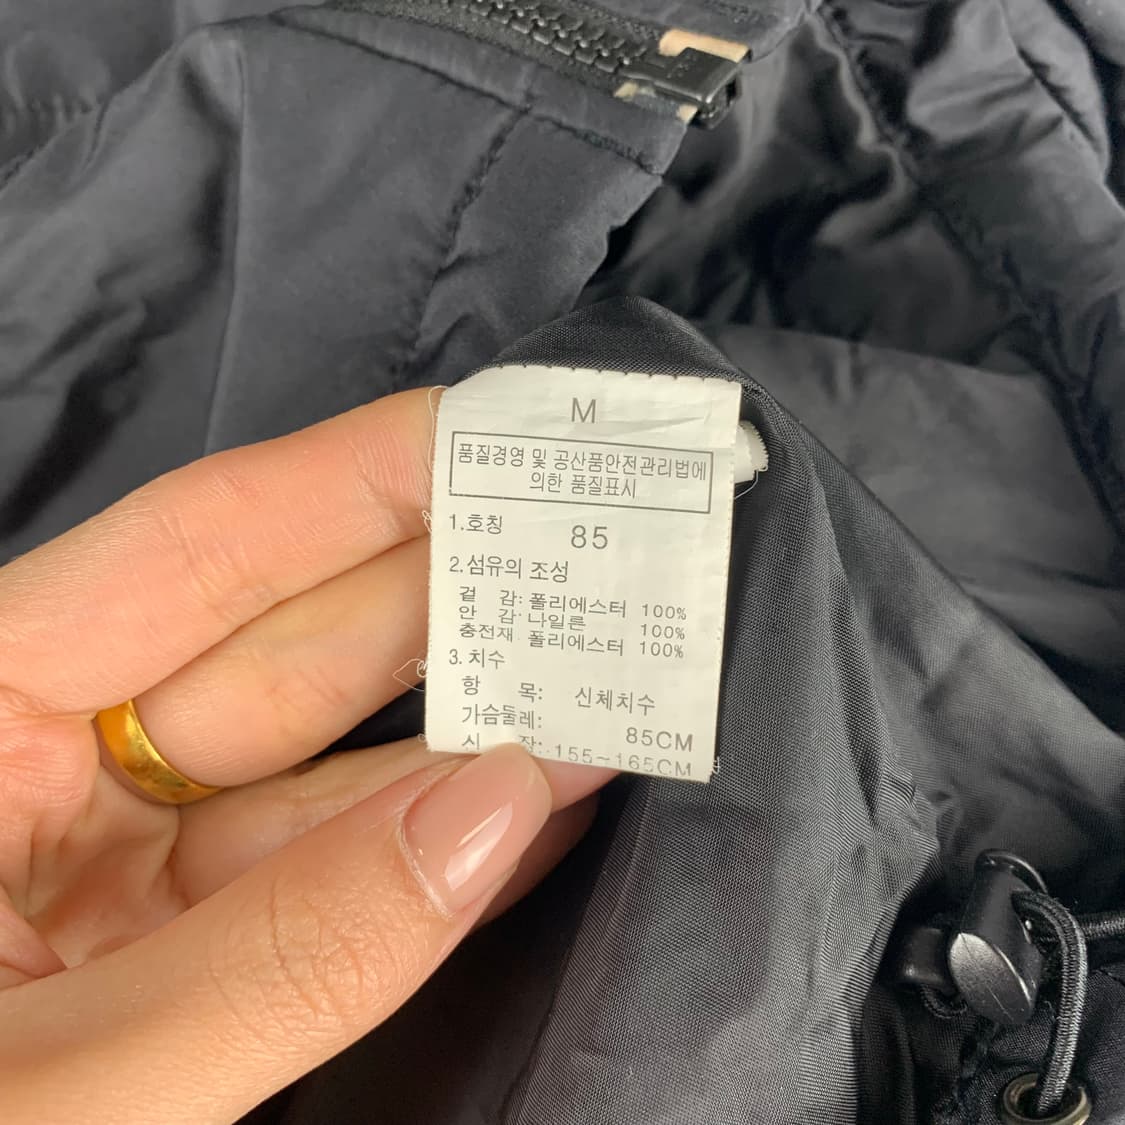 M
품질경영 및 공산품안전관리법에
의한 품질표시
1.호칭 85
2.섬유의 조성
겉 감: 폴리에스터 100%
안 감: 나일론 100%
충전재: 폴리에스터 100%
3.치수
항 목: 신체치수
가슴둘레: 85CM
신 장: 155~165CM